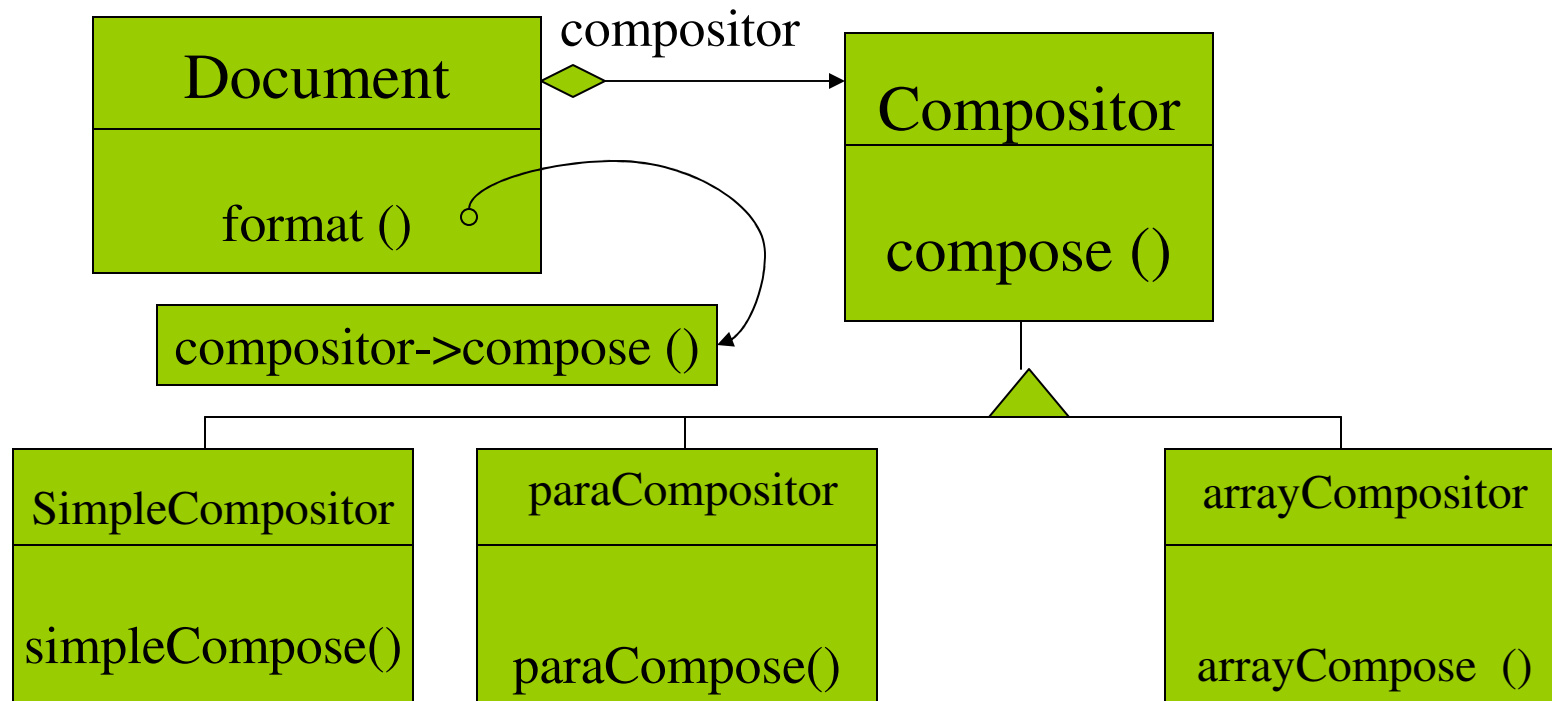 compositor
Document
Compositor
format ()
compose ()
compositor->compose ()
SimpleCompositor
paraCompositor
arrayCompositor
simpleCompose()
paraCompose()
arrayCompose ()